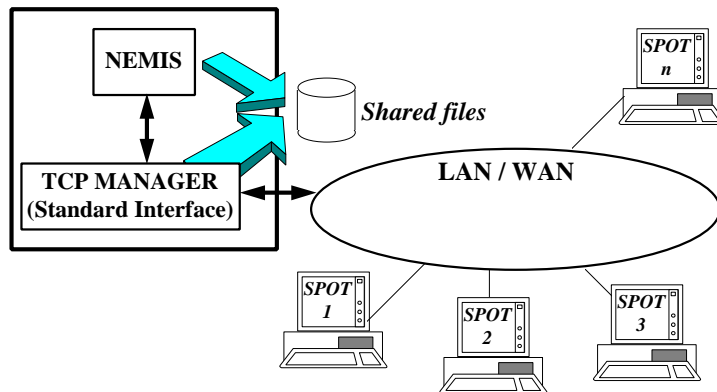 NEMIS
Shared files
TCP MANAGER
(Standard Interface)
LAN / WAN
SPOT
n
SPOT
1
SPOT
2
SPOT
3